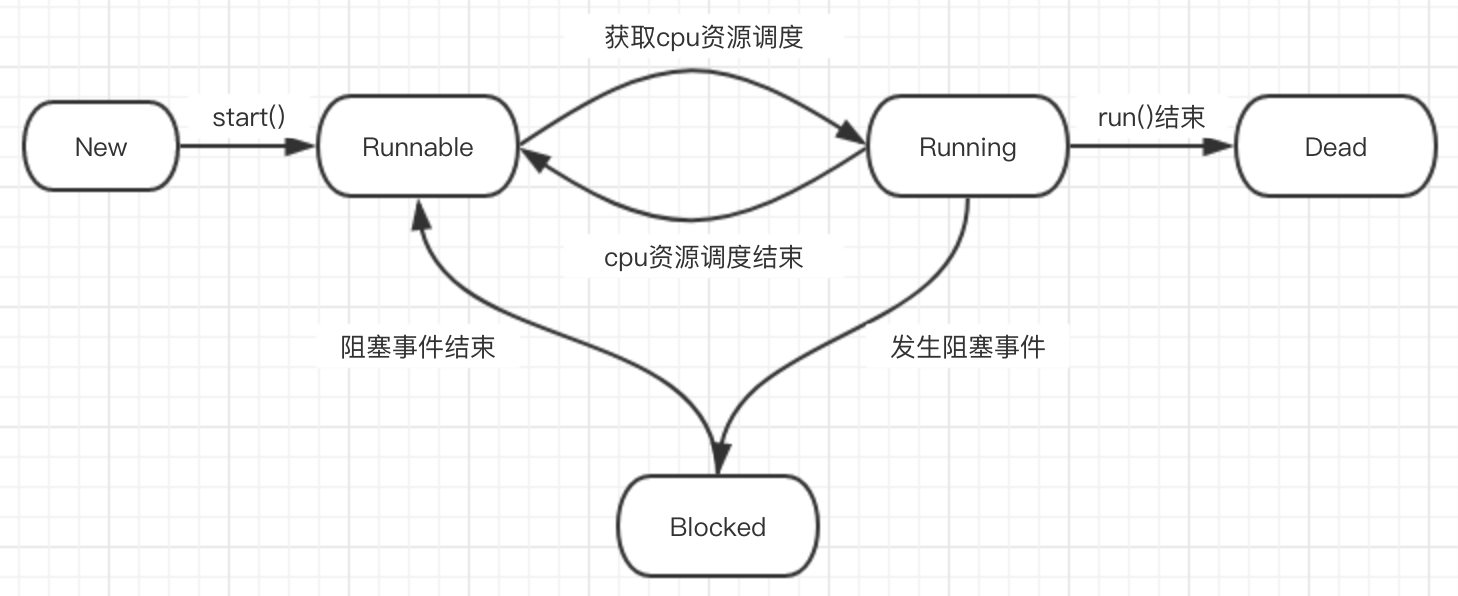 获取cpu资源调度
start()
run()结束
New
Runnable
Running
Dead
cpu资源调度结束
阻塞事件结束
发生阻塞事件
Blocked